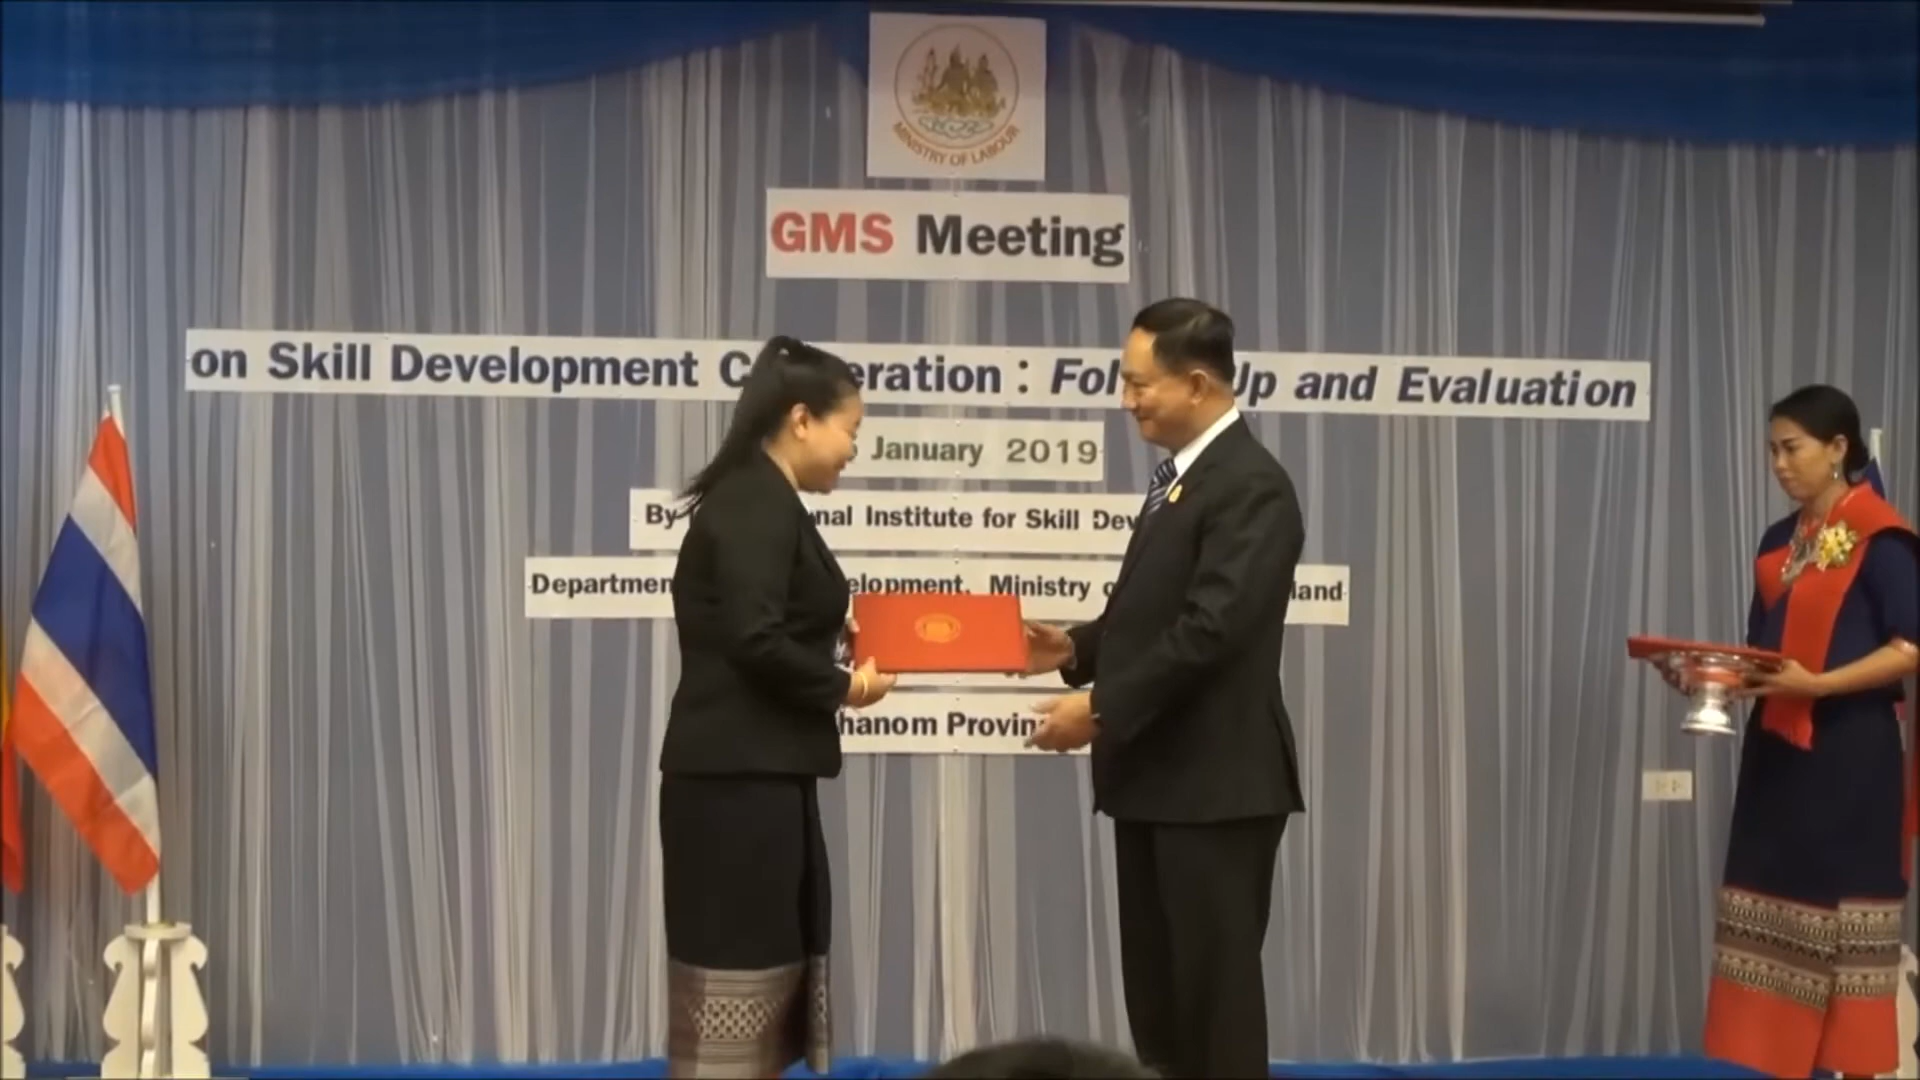 MINISTRY OF LABOUR
GMS Meeting
on Skill Development C eration : Fol Up and Evaluation
January 2019
By nal Institute for Skill Dev
Departmen elopment, Ministry land
hanom Provin